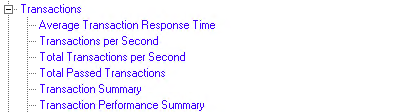 Transactions
Average Transaction Response Time
Transactions per Second
Total Transactions per Second
Total Passed Transactions
Transaction Summary
Transaction Performance Summary